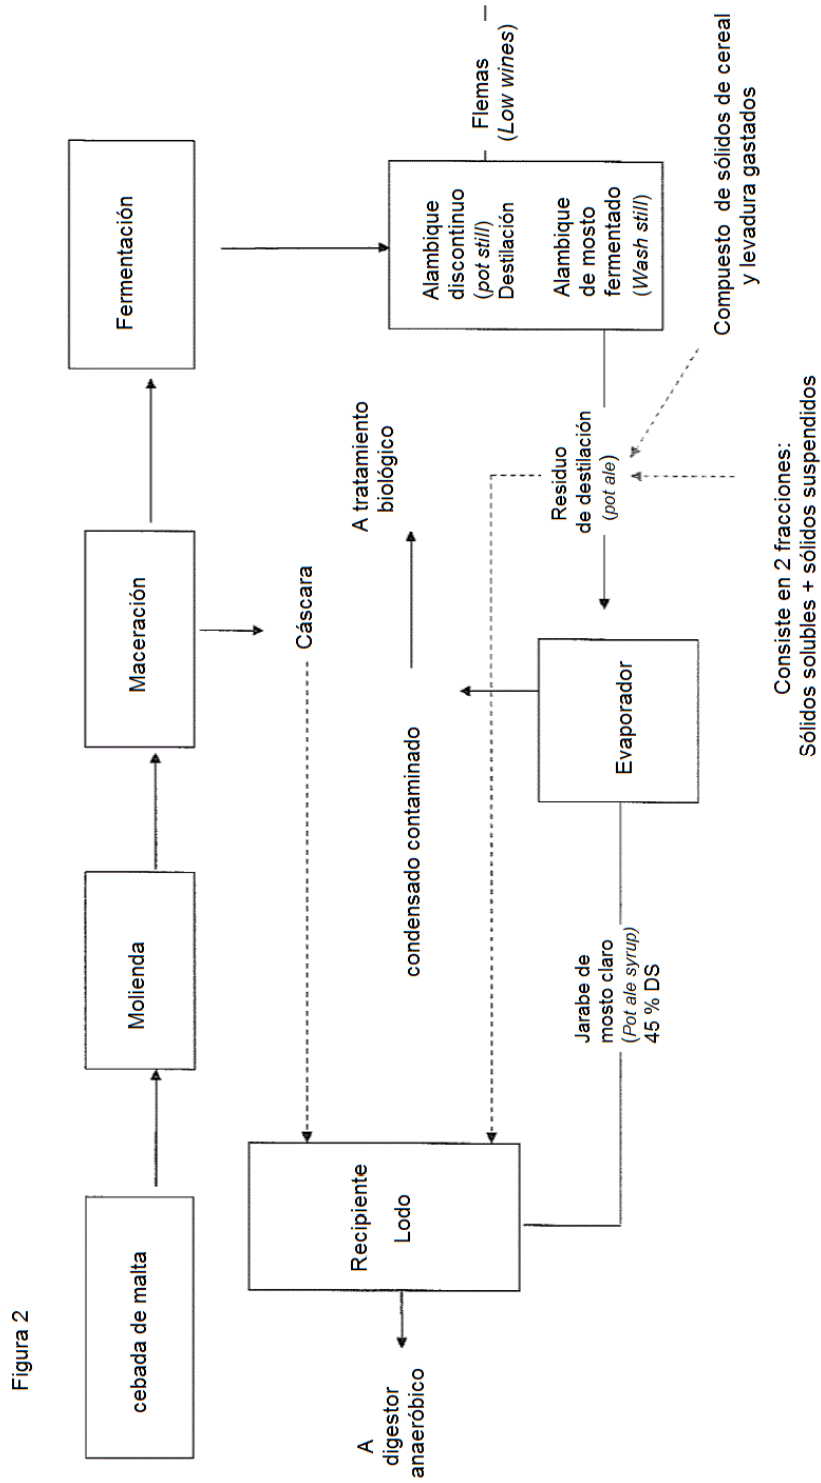 Figura 2
cebada de malta
Molienda
Maceración
Fermentación
Cáscara
A tratamiento
biológico
condensado contaminado
Alambique
discontinuo
(pot still)
Destilación
Alambique
de mosto
fermentado
(Wash still)
Flemas
(Low wines)
Residuo
de destilación
(pot ale)
Compuesto de sólidos de cereal
y levadura gastados
Consiste en 2 fracciones:
Sólidos solubles + sólidos suspendidos
Evaporador
Jarabe de
mosto claro
(Pot ale syrup)
45 % DS
Recipiente
Lodo
A
digestor
anaeróbico